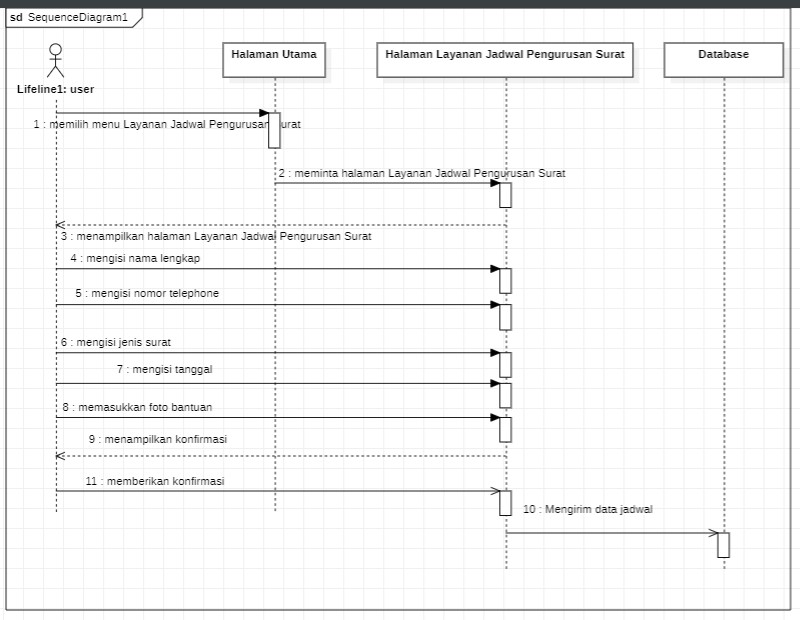 sd SequenceDiagram1
Halaman Utama
Halaman Layanan Jadwal Pengurusan Surat
Database
Lifeline1: user
1 : memilih menu Layanan Jadwal Pengurusan Surat
2 : meminta halaman Layanan Jadwal Pengurusan Surat
3 : menampilkan halaman Layanan Jadwal Pengurusan Surat
4 : mengisi nama lengkap
5 : mengisi nomor telephone
6 : mengisi jenis surat
7 : mengisi tanggal
8 : memasukkan foto bantuan
9 : menampilkan konfirmasi
11 : memberikan konfirmasi
10 : Mengirim data jadwal